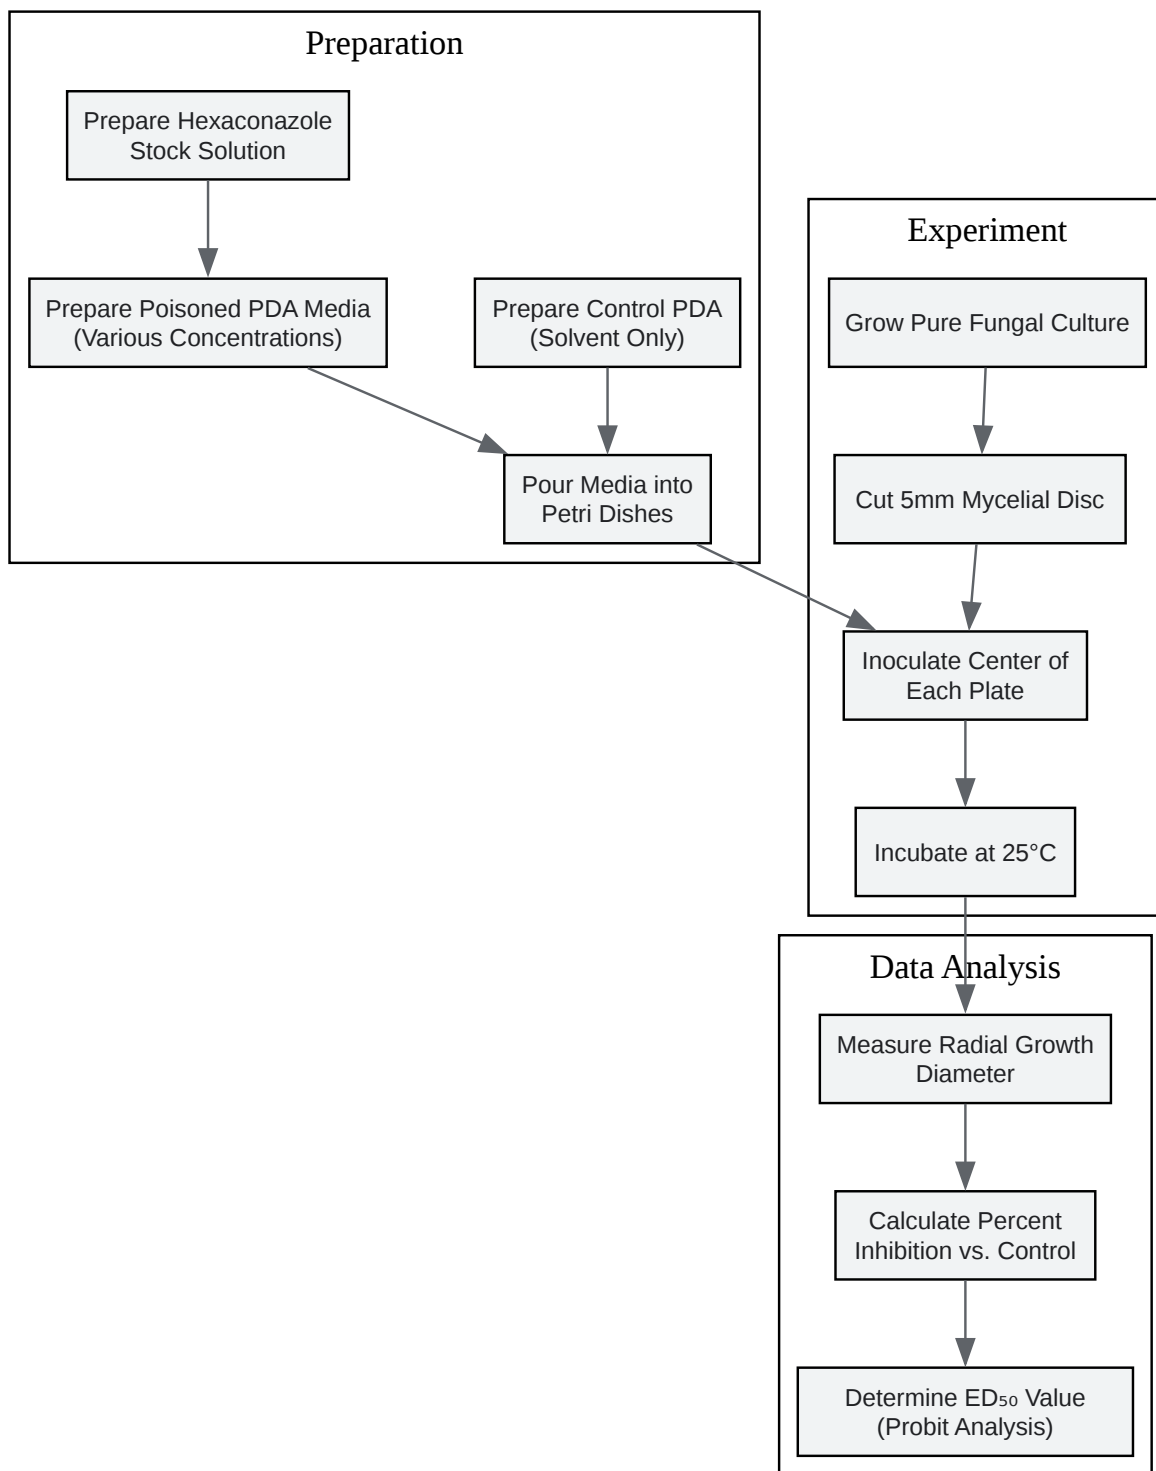 Preparation
Prepare Hexaconazole
Stock Solution
Prepare Poisoned PDA Media
(Various Concentrations)
Prepare Control PDA
(Solvent Only)
Pour Media into
Petri Dishes
Experiment
Grow Pure Fungal Culture
Cut 5mm Mycelial Disc
Inoculate Center of
Each Plate
Incubate at 25°C
Data Analysis
Measure Radial Growth
Diameter
Calculate Percent
Inhibition vs. Control
Determine ED₅₀ Value
(Probit Analysis)